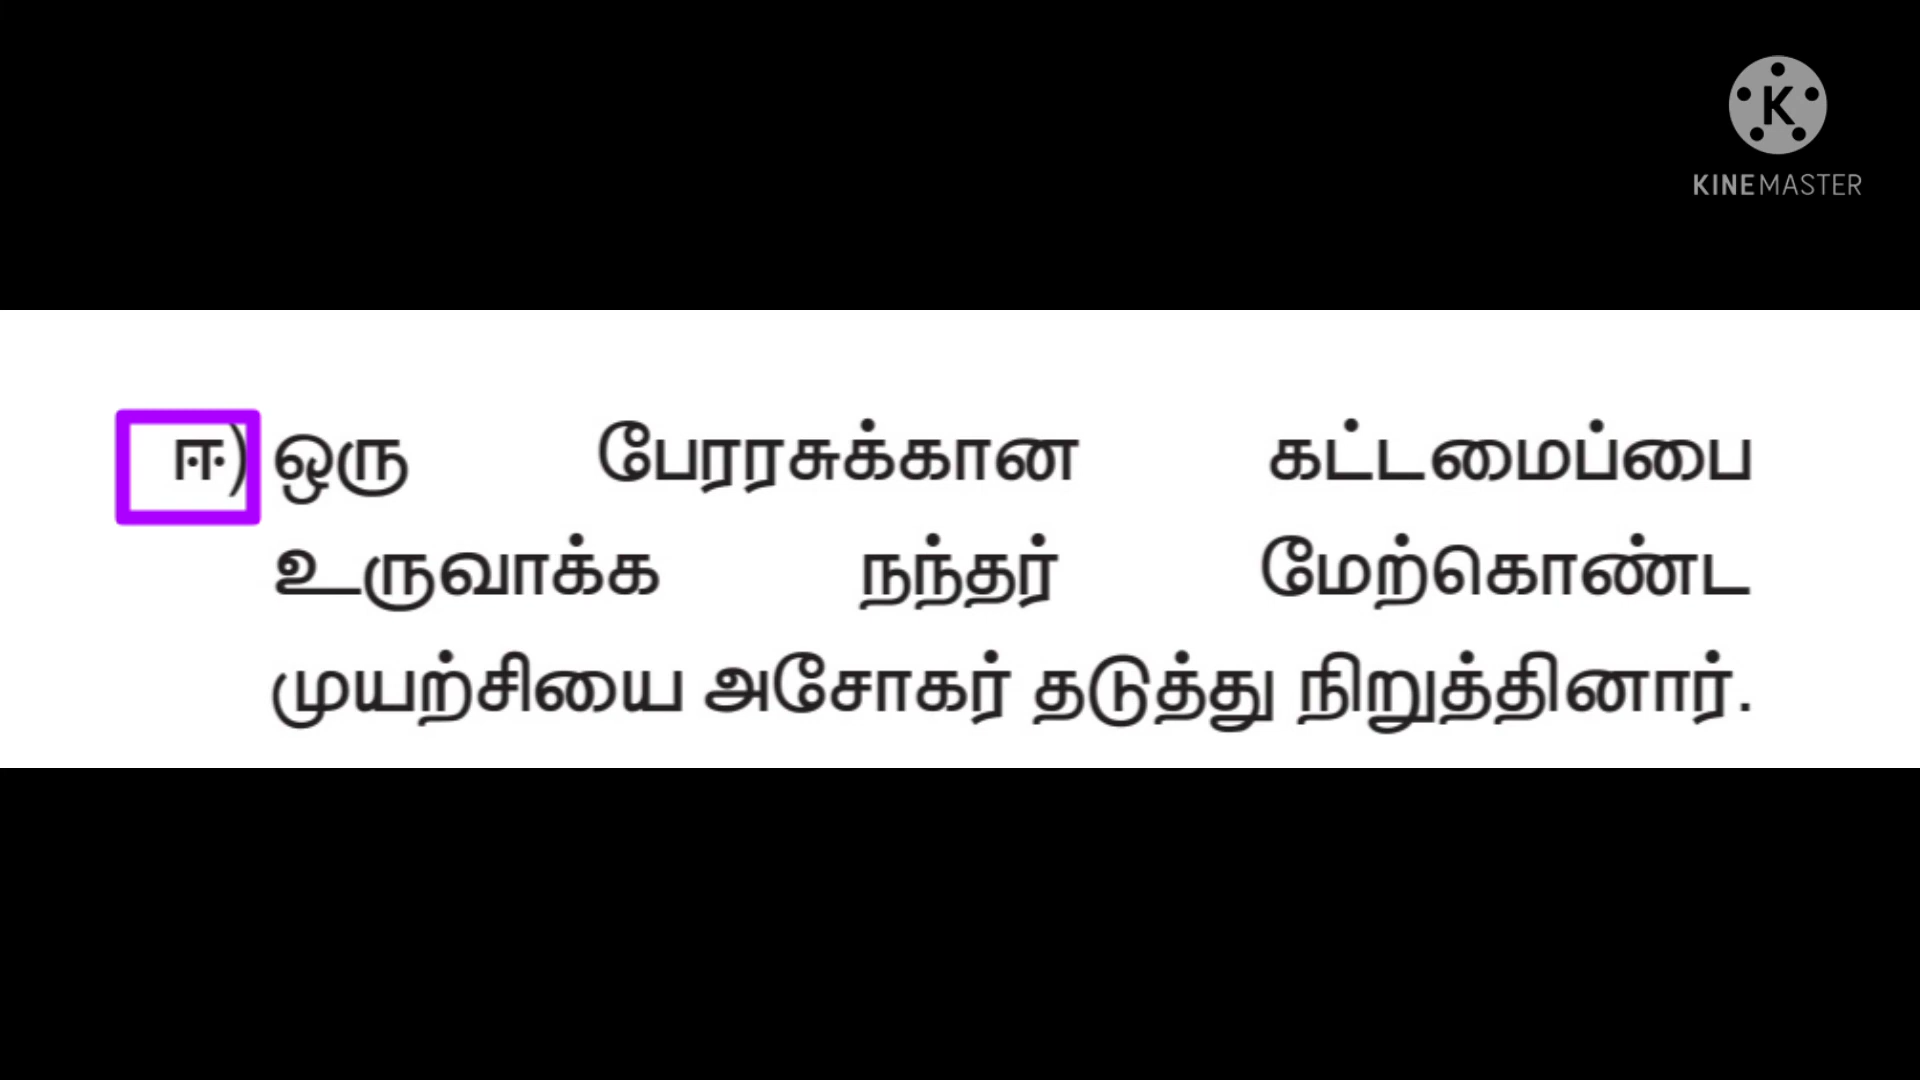 K
KINEMASTER
ஈ) ஒரு பேரரசுக்கான கட்டமைப்பை
உருவாக்க நந்தர் மேற்கொண்ட
முயற்சியை அசோகர் தடுத்து நிறுத்தினார்.